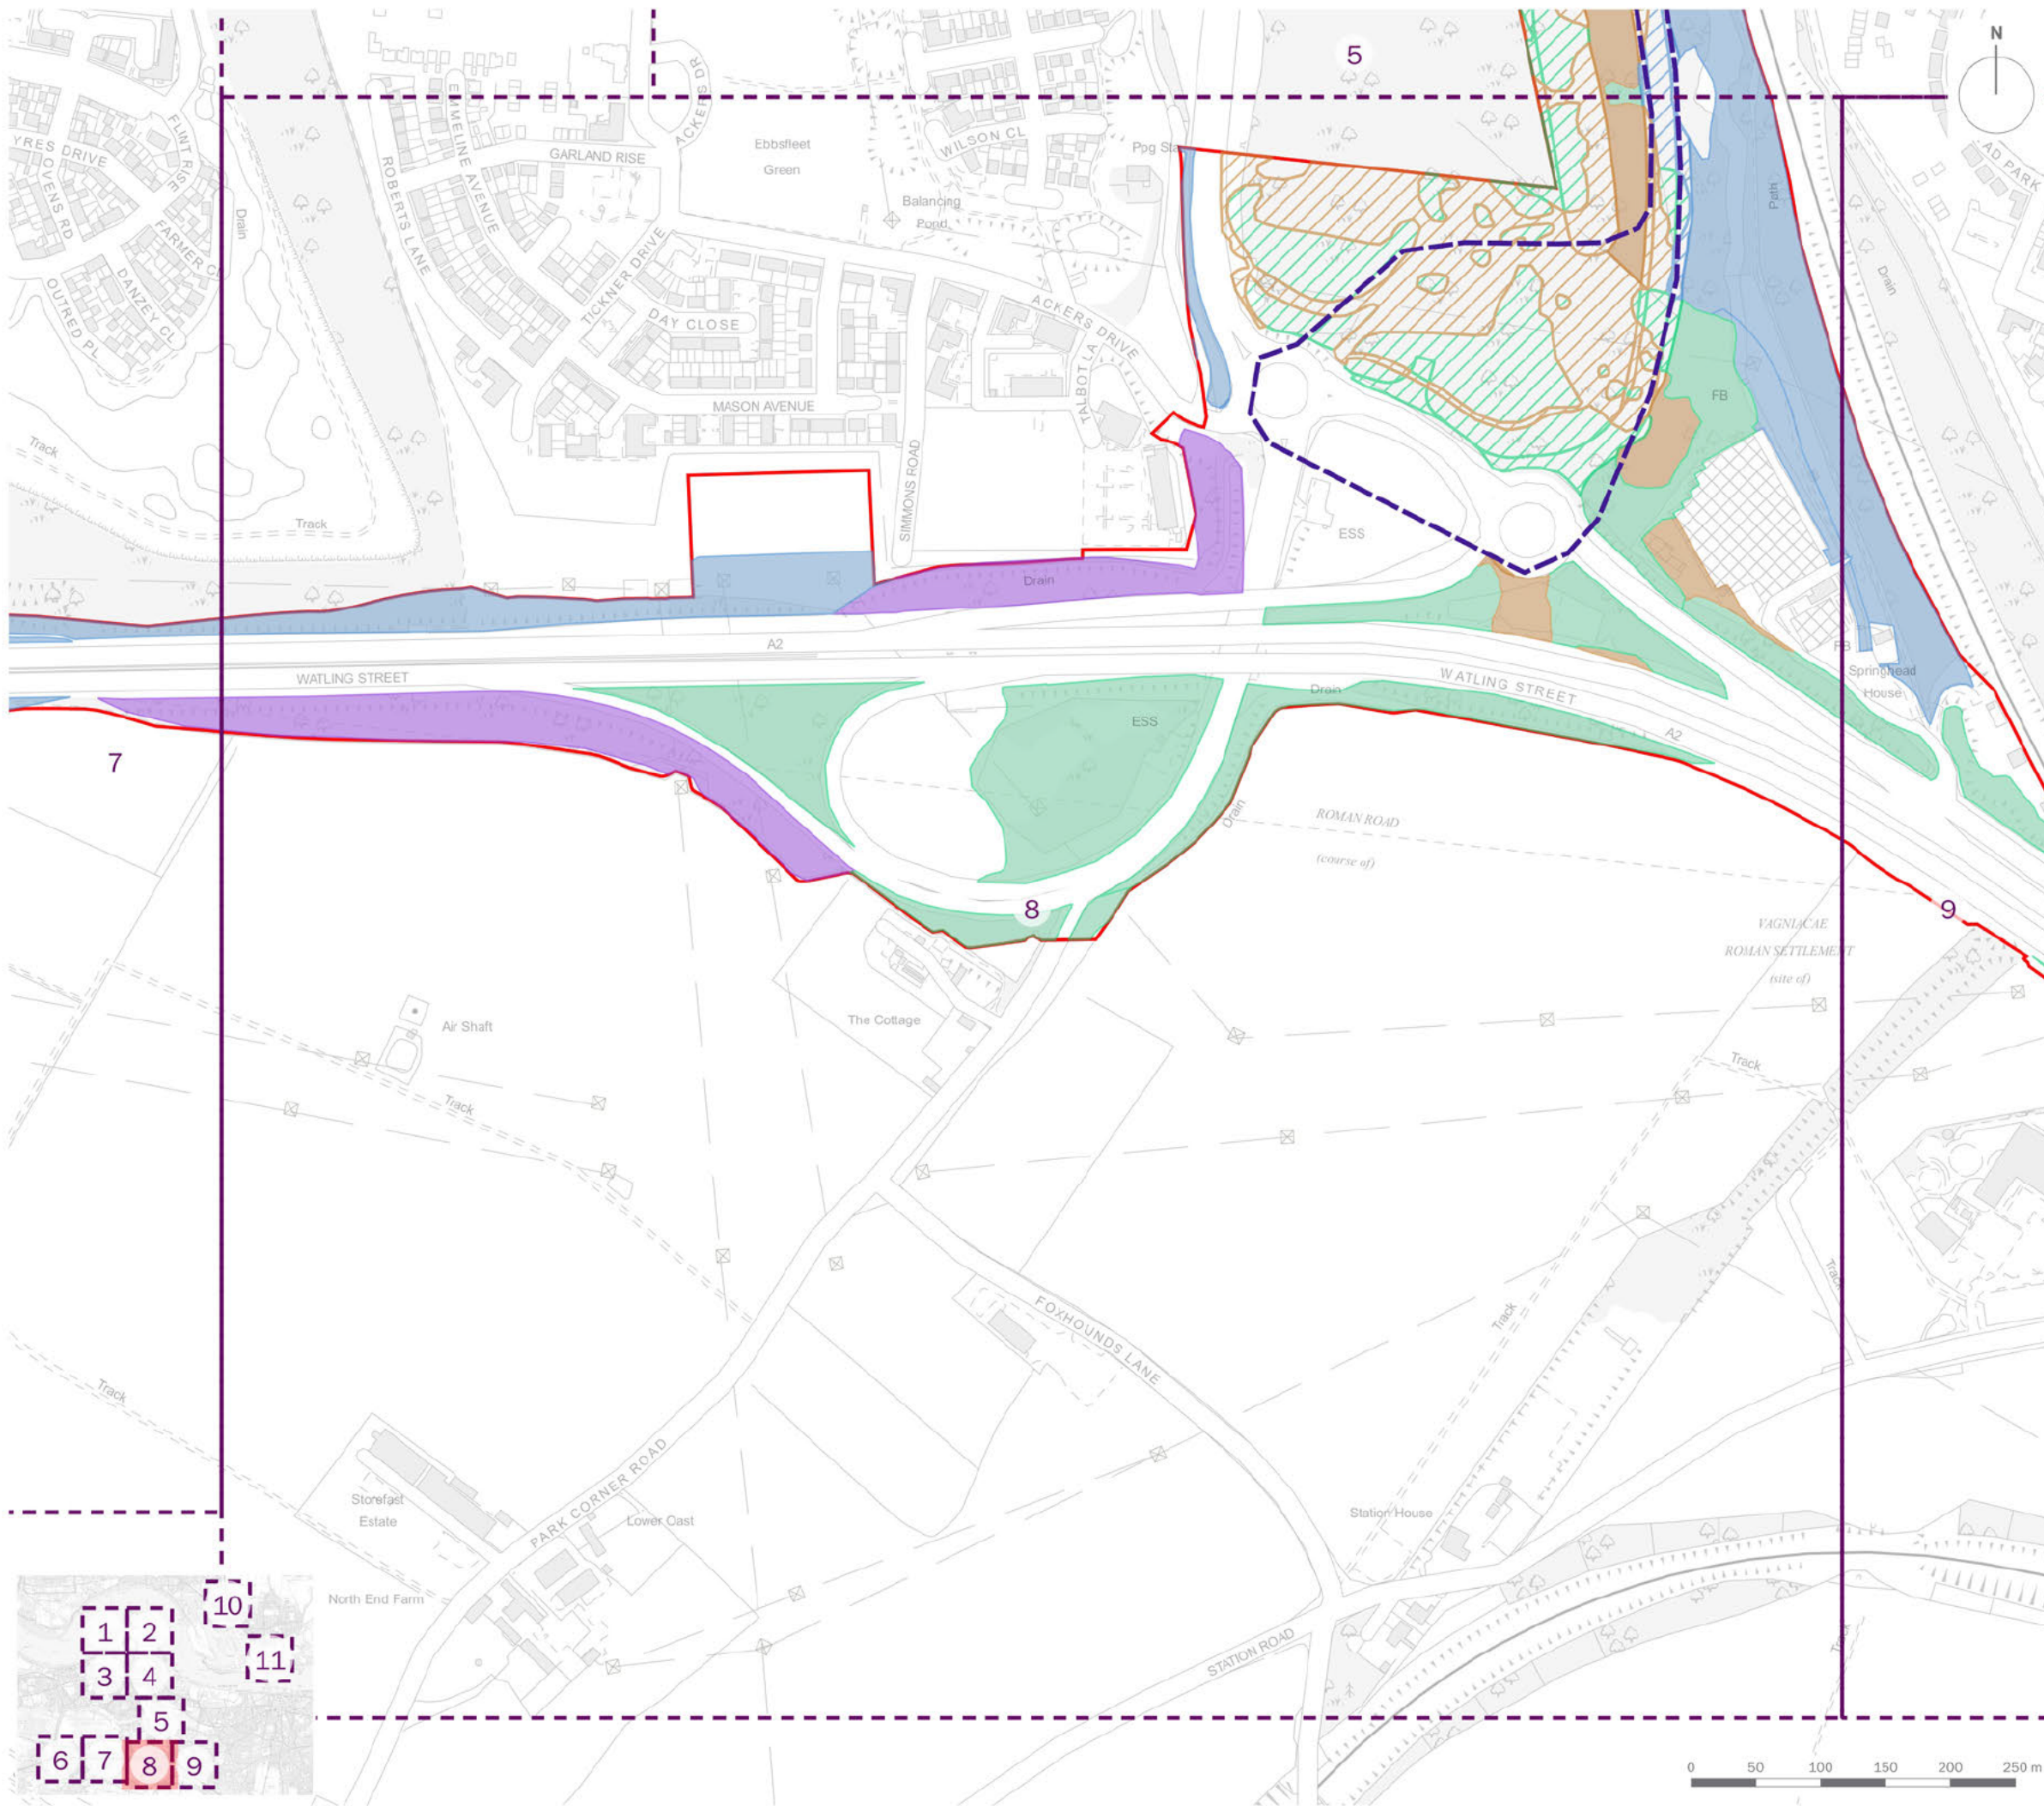 5
N
YRES DRIVE
OVENS RD
FLINT RISE
EMMELINE AVENUE
ROBERTS LANE
GARLAND RISE
ACKERS DR
Ebbsfleet
Green
WILSON CL
Ppg Sta
AD PARK
Path
Drain
FARMER CL
DANZEY CL
OUTRED PL
Drain
Balancing
Pond
TICKNER DRIVE
DAY CLOSE
ACKERS DRIVE
TALBOT LA
MASON AVENUE
SIMMONS ROAD
Track
Track
FB
ESS
Drain
A2
WATLING STREET
FB
Springhead
House
WATLING STREET
Drain
A2
ESS
7
Drain
ROMAN ROAD
(course of)
8
9
VAGNIACAE
ROMAN SETTLEMENT
(site of)
Air Shaft
The Cottage
Track
Track
Track
Track
FOXHOUNDS LANE
Track
Storefast
Estate
PARK CORNER ROAD
Lower Cast
Station House
North End Farm
STATION ROAD
10
1
2
11
3
4
5
6
7
8
9
0
50
100
150
200
250 m